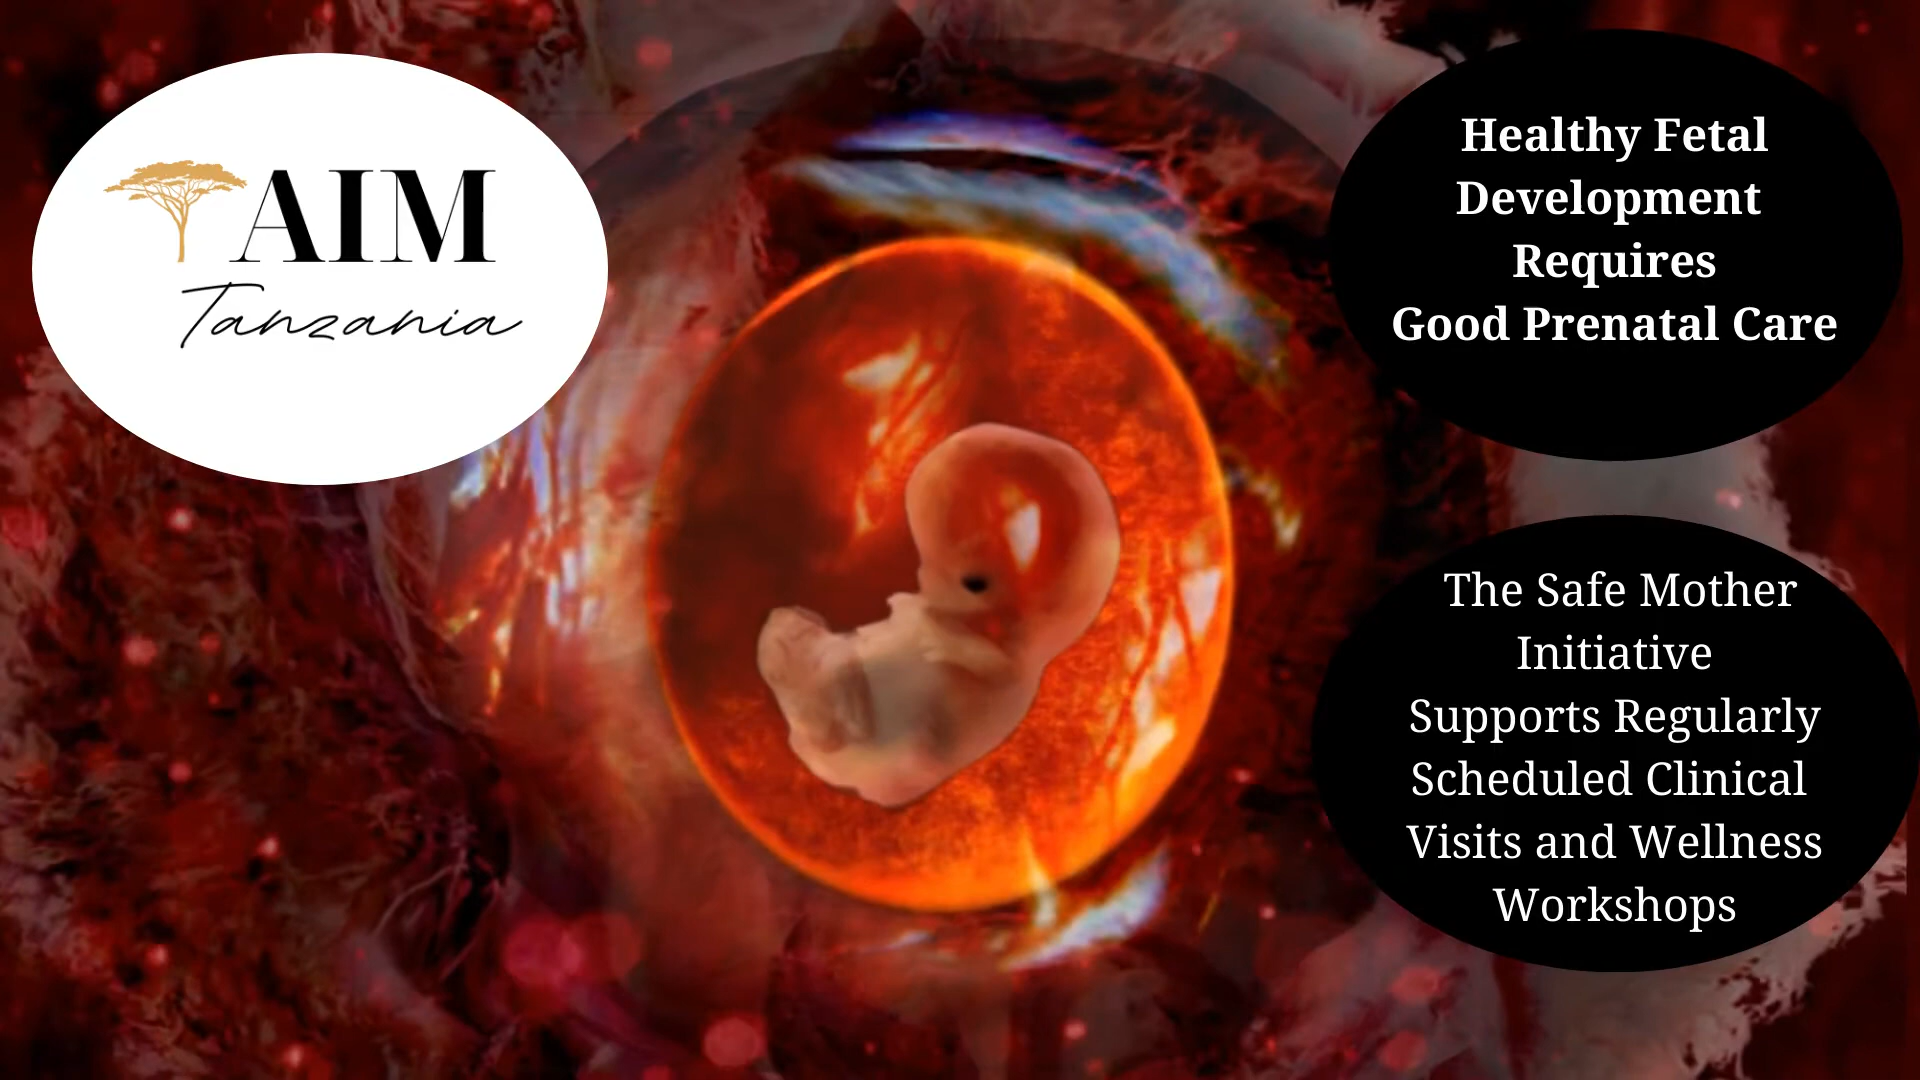 AIM
Tanzania
Healthy Fetal
Development
Requires
Good Prenatal Care
The Safe Mother
Initiative
Supports Regularly
Scheduled Clinical
Visits and Wellness
Workshops